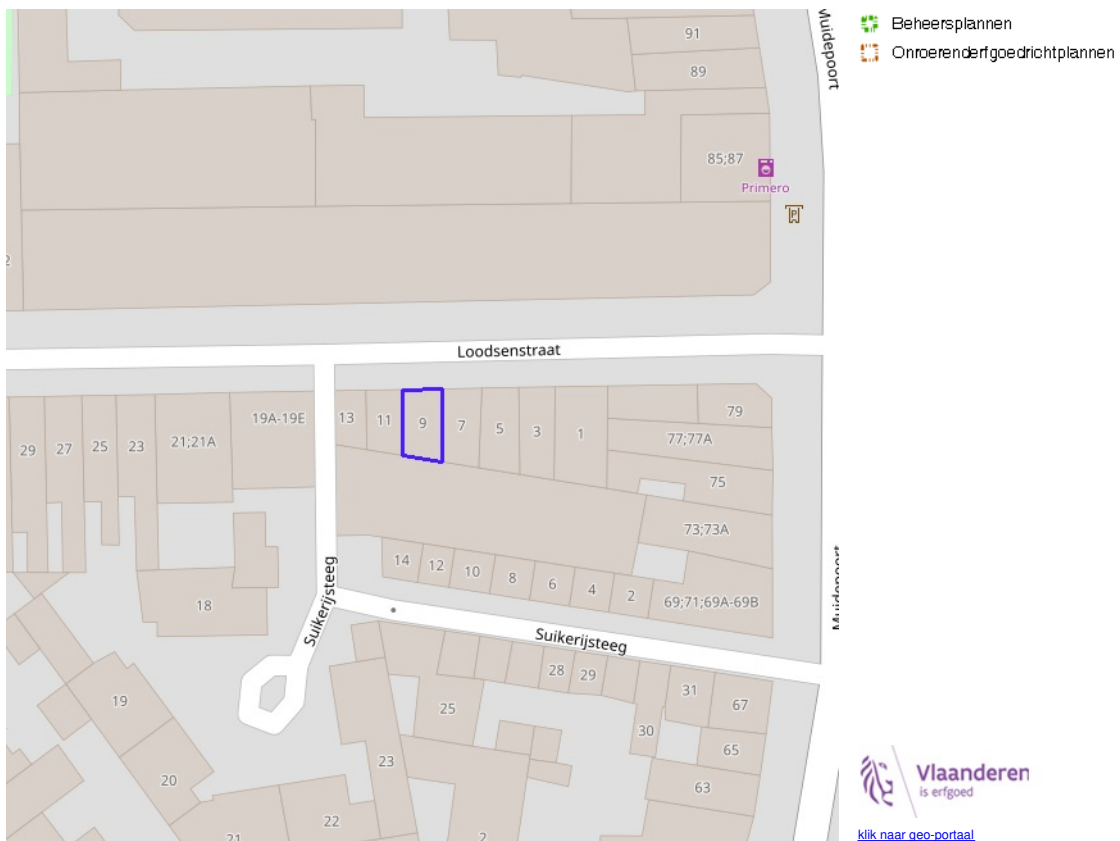 Muidepoort
91
89
85;87
Primero
P
2
Loodsenstraat
29
27
25
23
21;21A
19A-19E
13
11
9
7
5
3
1
79
77;77A
75
73;73A
14
12
10
8
6
4
2
69;71;69A-69B
18
Suikerijsteeg
Suikerijsteeg
Muidepoort
28
29
31
67
19
25
30
65
23
20
63
22
21
2
Beheersplannen
Onroerenderfgoedrichtplannen
Vlaanderen
is erfgoed
klik naar geo-portaal